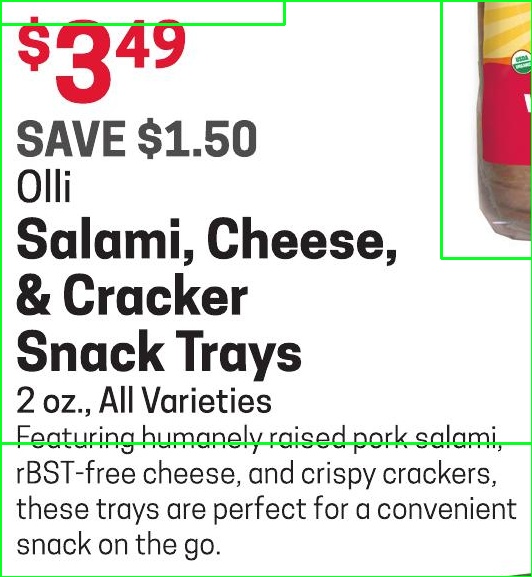 $3.49
SAVE $1.50
Olli
Salami, Cheese,
& Cracker
Snack Trays
2 oz., All Varieties
Featuring humanely raised pork salami,
rBST-free cheese, and crispy crackers,
these trays are perfect for a convenient
snack on the go.
USDA